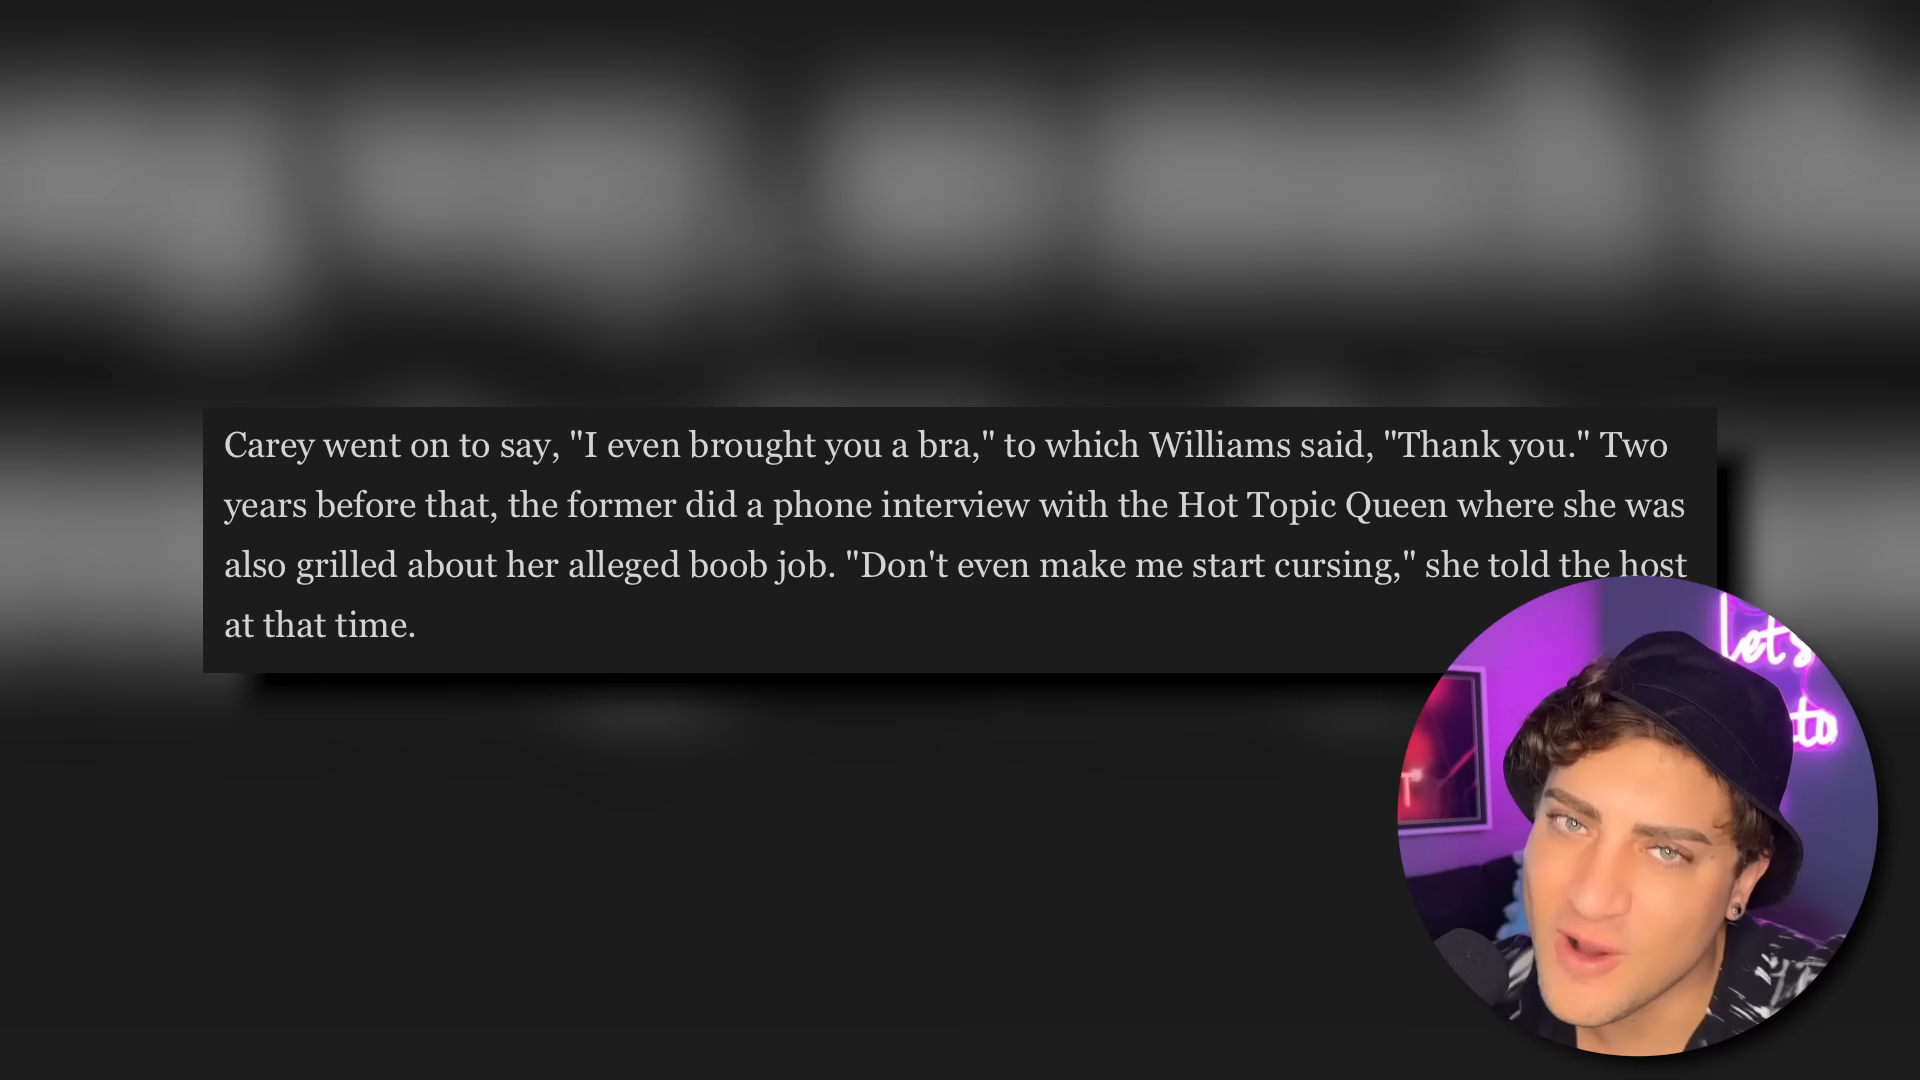 Carey went on to say, "I even brought you a bra," to which Williams said, "Thank you." Two
years before that, the former did a phone interview with the Hot Topic Queen where she was
also grilled about her alleged boob job. "Don't even make me start cursing," she told the host
at that time.
let's
to
T